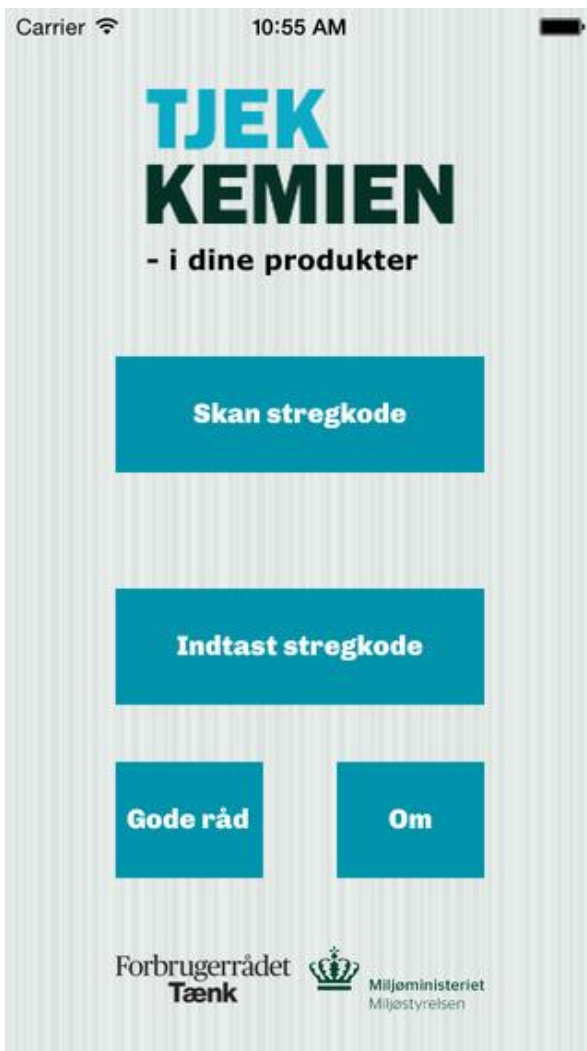 Carrier 10:55 AM
TJEK
KEMIEN
- i dine produkter
Skan stregkode
Indtast stregkode
Gode råd
Om
Forbrugerrådet
Tænk
Miljøministeriet
Miljøstyrelsen